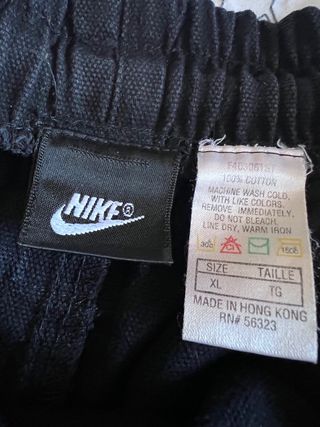 NIKE®
100% COTTON
MACHINE WASH COLD,
WITH LIKE COLORS.
REMOVE IMMEDIATELY.
DO NOT BLEACH.
LINE DRY, WARM IRON
SIZE TAILLE
XL TG
MADE IN HONG KONG
RN# 56323